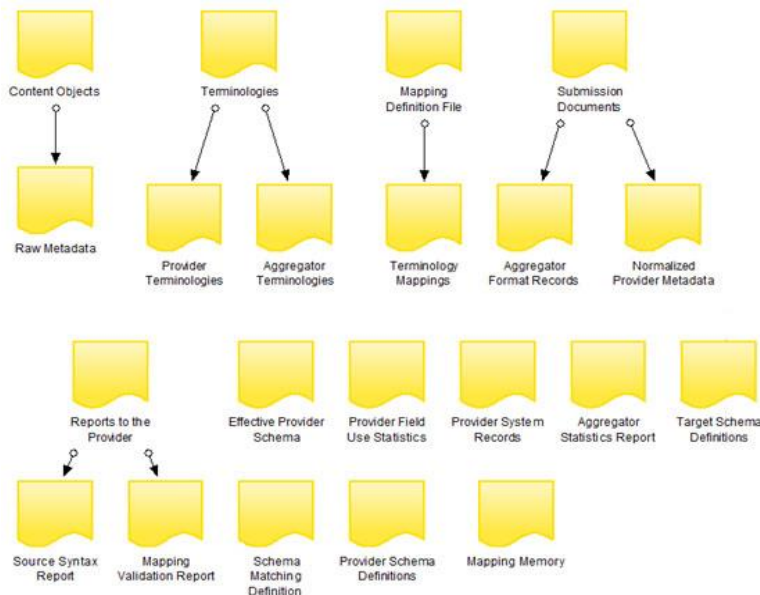 Content Objects
Terminologies
Mapping
Definition File
Submission
Documents
Raw Metadata
Provider
Terminologies
Aggregator
Terminologies
Terminology
Mappings
Aggregator
Format Records
Normalized
Provider Metadata
Reports to the
Provider
Effective Provider
Schema
Provider Field
Use Statistics
Provider System
Records
Aggregator
Statistics Report
Target Schema
Definitions
Source Syntax
Report
Mapping
Validation Report
Schema
Matching
Definition
Provider Schema
Definitions
Mapping Memory